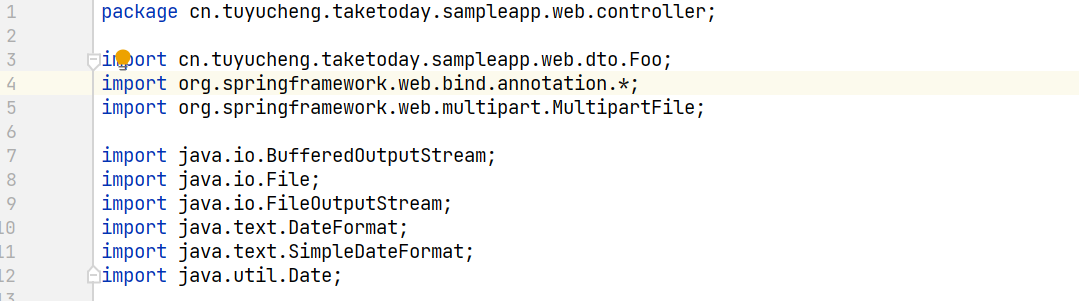 1 package cn.tuyucheng.taketoday.sampleapp.web.controller;
2
3 import cn.tuyucheng.taketoday.sampleapp.web.dto.Foo;
4 import org.springframework.web.bind.annotation.*;
5 import org.springframework.web.multipart.MultipartFile;
6
7 import java.io.BufferedOutputStream;
8 import java.io.File;
9 import java.io.FileOutputStream;
10 import java.text.DateFormat;
11 import java.text.SimpleDateFormat;
12 import java.util.Date;
13